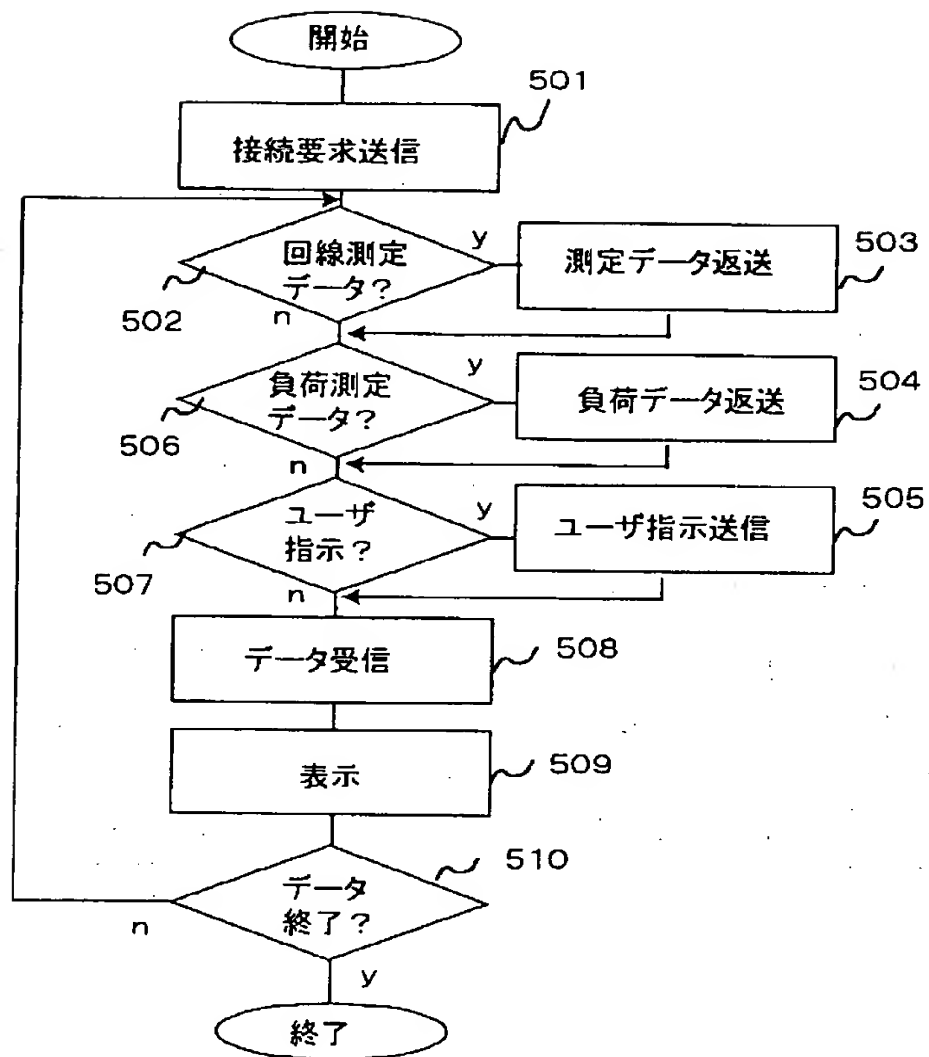 開始
501
接続要求送信
回線測定
データ?
y
測定データ返送
503
502
n
負荷測定
データ?
y
負荷データ返送
504
506
n
ユーザ
指示?
y
ユーザ指示送信
505
507
n
データ受信
508
表示
509
510
データ
終了?
n
y
終了